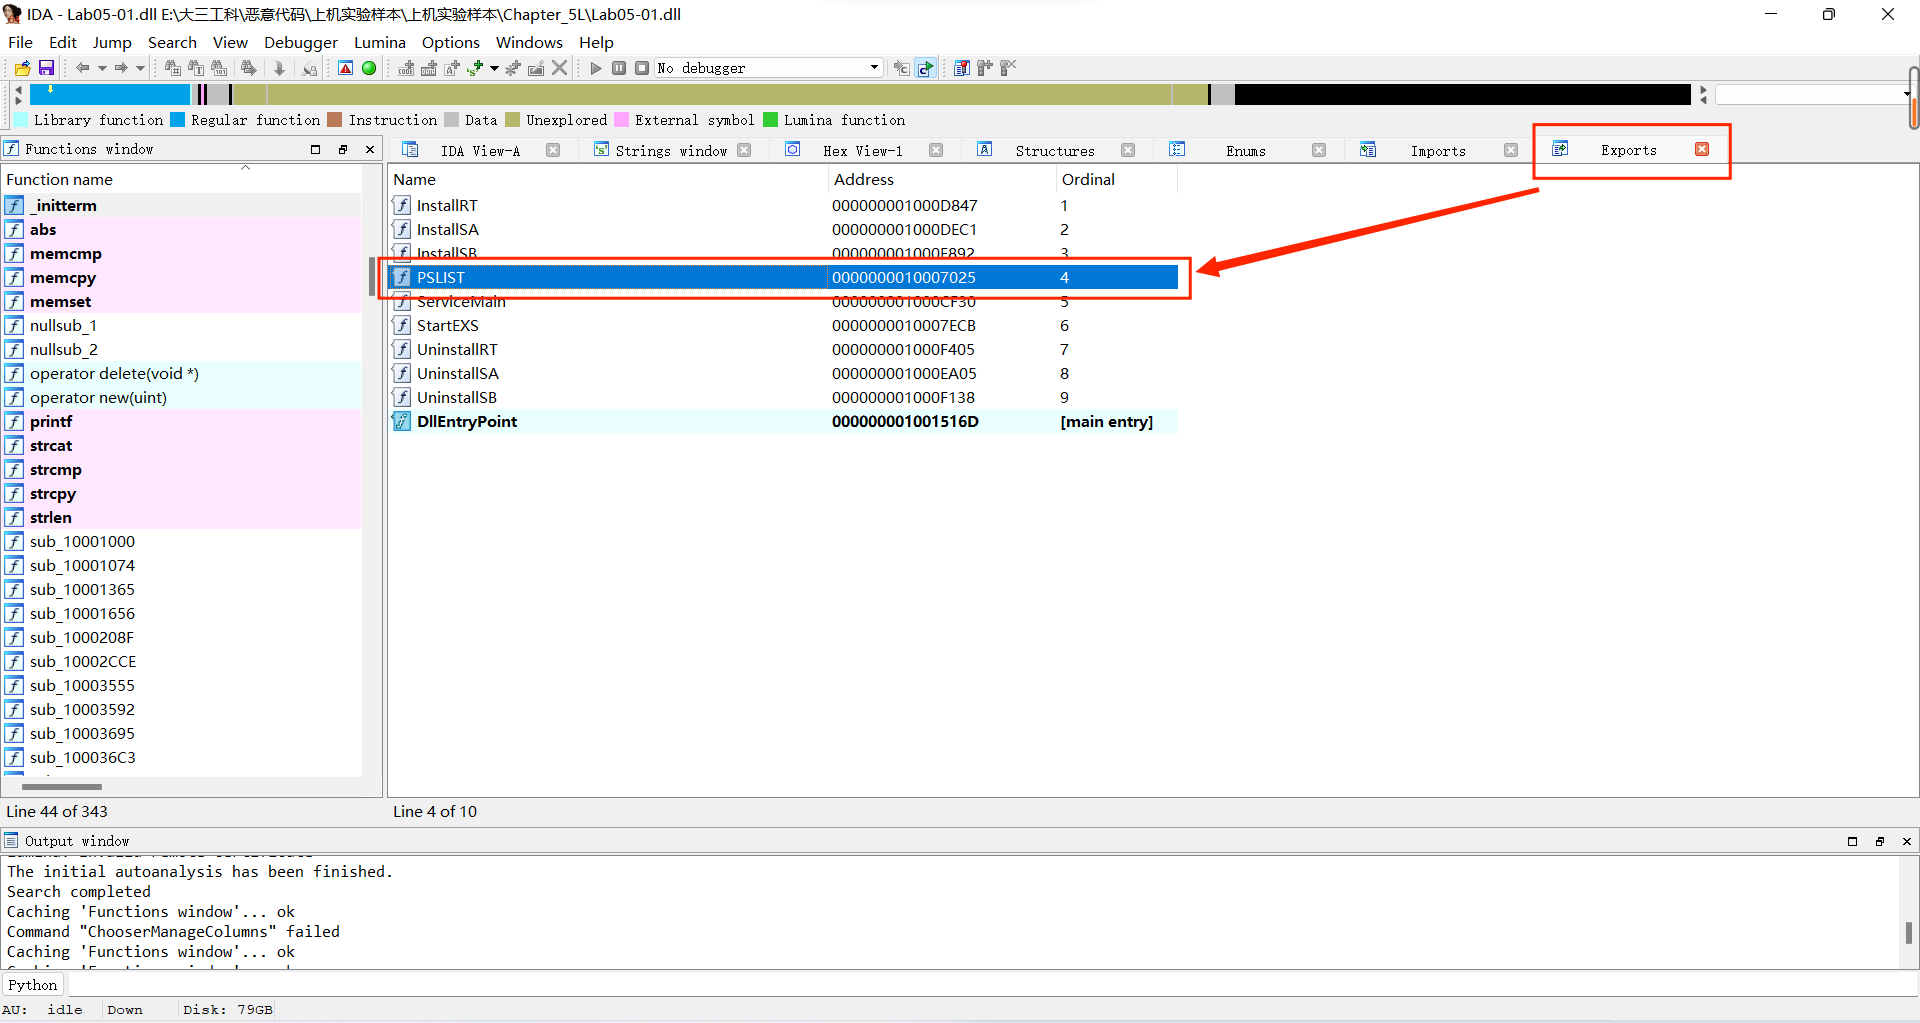 IDA - Lab05-01.dll E:\大三工科\恶意代码\上机实验样本\上机实验样本\Chapter_5L\Lab05-01.dll
File Edit Jump Search View Debugger Lumina Options Windows Help
No debugger
Library function Regular function Instruction Data Unexplored External symbol Lumina function
Functions window
IDA View-A Strings window Hex View-1 Structures Enums Imports Exports
Function name
_initterm
abs
memcmp
memcpy
memset
nullsub_1
nullsub_2
operator delete(void *)
operator new(uint)
printf
strcat
strcmp
strcpy
strlen
sub_10001000
sub_10001074
sub_10001365
sub_10001656
sub_1000208F
sub_10002CCE
sub_10003555
sub_10003592
sub_10003695
sub_100036C3
Line 44 of 343
Name Address Ordinal
InstallRT 000000001000D847 1
InstallSA 000000001000DEC1 2
InstallSB 000000001000E892 3
PSLIST 0000000010007025 4
ServiceMain 000000001000CF30 5
StartEXS 0000000010007ECB 6
UninstallRT 000000001000F405 7
UninstallSA 000000001000EA05 8
UninstallSB 000000001000F138 9
DllEntryPoint 000000001001516D [main entry]
Line 4 of 10
Output window
The initial autoanalysis has been finished.
Search completed
Caching 'Functions window'... ok
Command "ChooserManageColumns" failed
Caching 'Functions window'... ok
Python
AU: idle Down Disk: 79GB